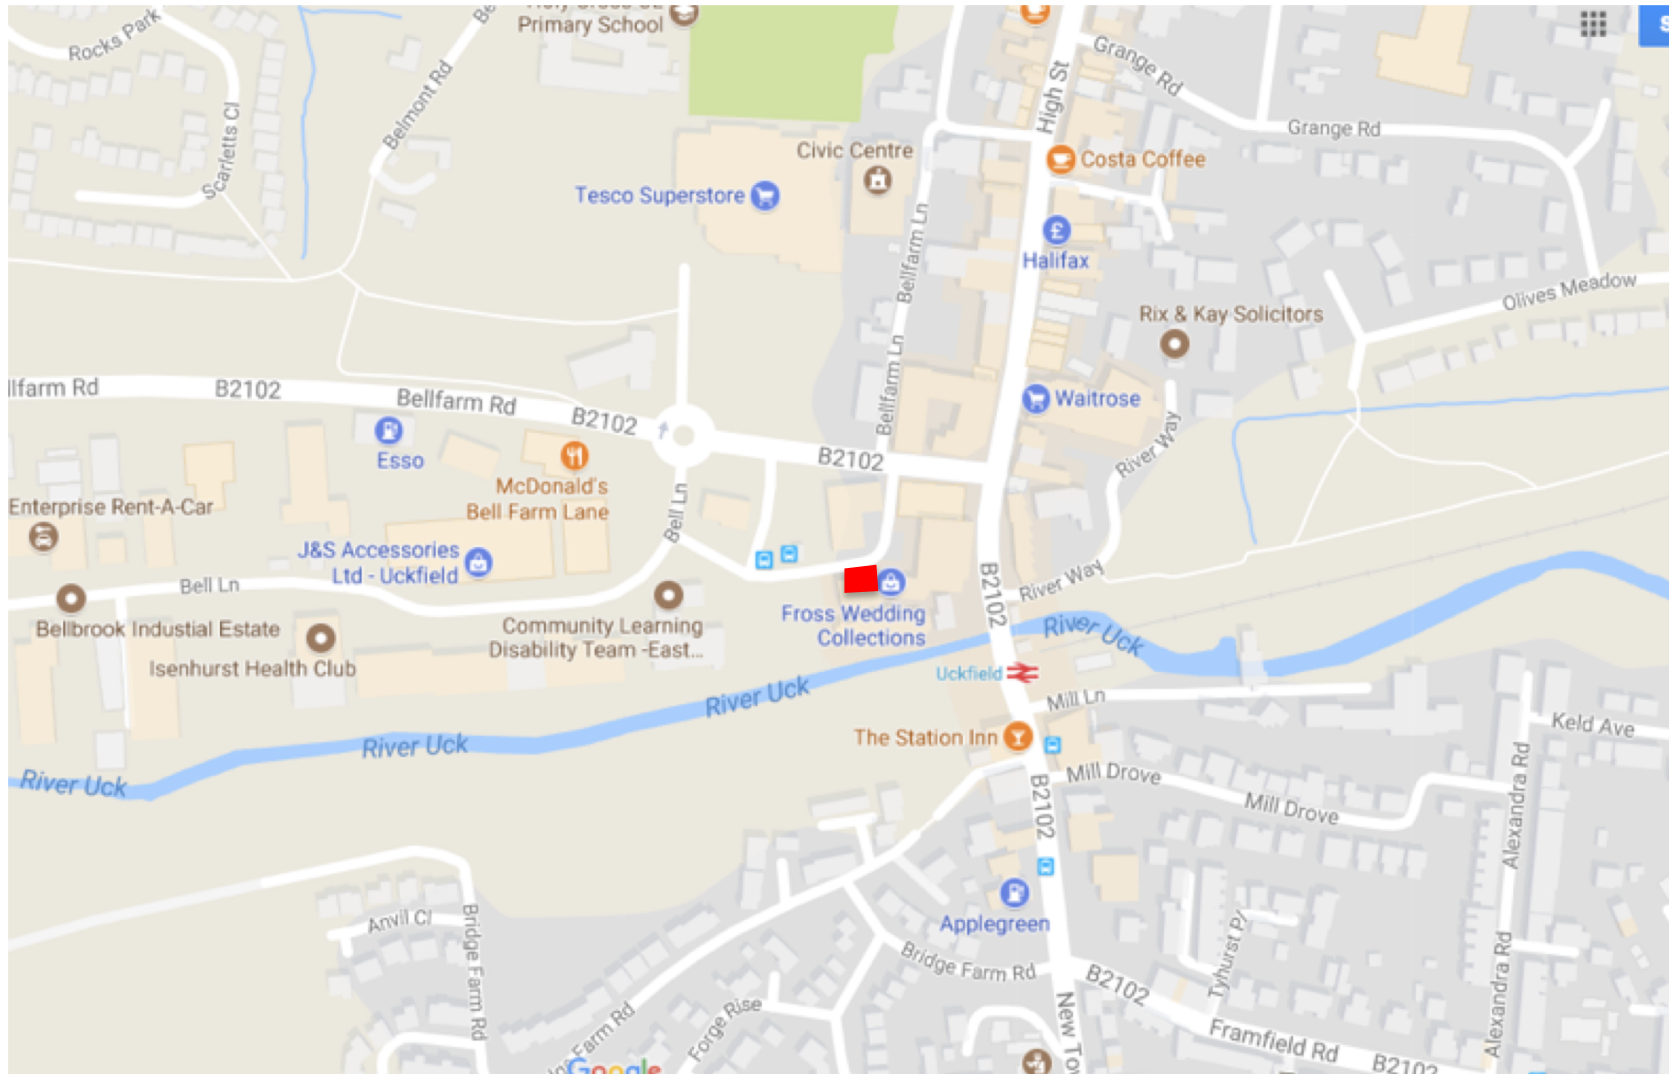 Primary School
Rocks Park
Scarletts Cl
Belmont Rd
High St
Grange Rd
Grange Rd
Civic Centre
Costa Coffee
Tesco Superstore
Bellfarm Ln
Halifax
Olives Meadow
Rix & Kay Solicitors
Bellfarm Ln
llfarm Rd
B2102
Bellfarm Rd
B2102
Waitrose
River Way
B2102
Esso
McDonald's
Bell Farm Lane
Bell Ln
Enterprise Rent-A-Car
J&S Accessories
Ltd - Uckfield
Bell Ln
B2102
River Way
Fross Wedding
Collections
Bellbrook Industial Estate
Community Learning
Disability Team -East...
Isenhurst Health Club
River Uck
Uckfield
River Uck
Mill Ln
The Station Inn
River Uck
River Uck
Keld Ave
Mill Drove
Mill Drove
B2102
Alexandra Rd
Anvil Cl
Bridge Farm Rd
Applegreen
Bridge Farm Rd
B2102
Tyhurst Pl
Alexandra Rd
Farm Rd
Forge Rise
New To
Framfield Rd
B2102
Google